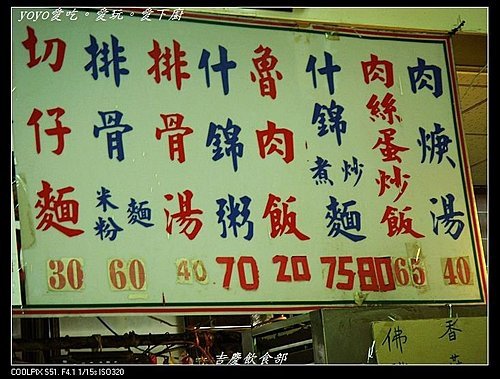 yoyo愛吃。愛玩。愛下廚
切仔麵
30
排骨米粉麵
60
排骨湯
40
什錦粥
70
魯肉飯
20
什錦煮炒麵
7580
肉絲蛋炒飯
65
肉焿湯
40
香
佛
吉慶飲食部
COOLPIX S51. F4.1 1/15s ISO320